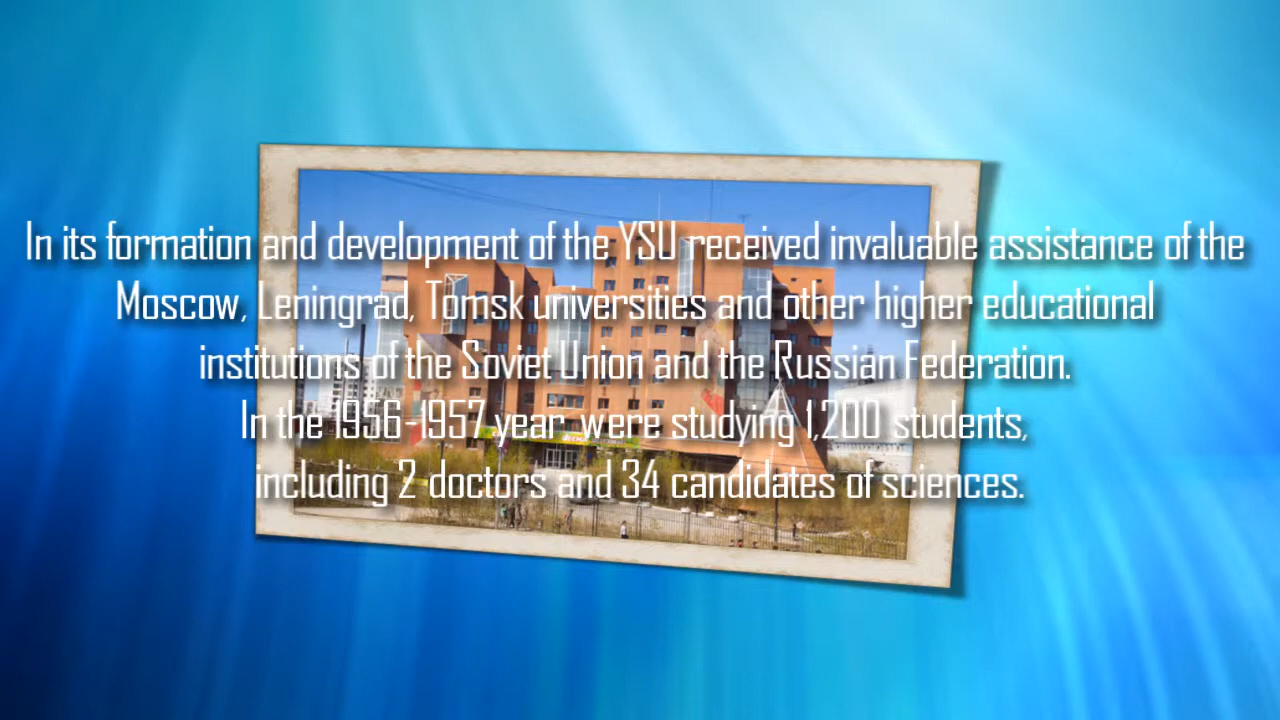 In its formation and development of the YSU received invaluable assistance of the
Moscow, Leningrad, Tomsk universities and other higher educational
institutions of the Soviet Union and the Russian Federation.
In the 1956-1957 year were studying 1,200 students,
including 2 doctors and 34 candidates of sciences.